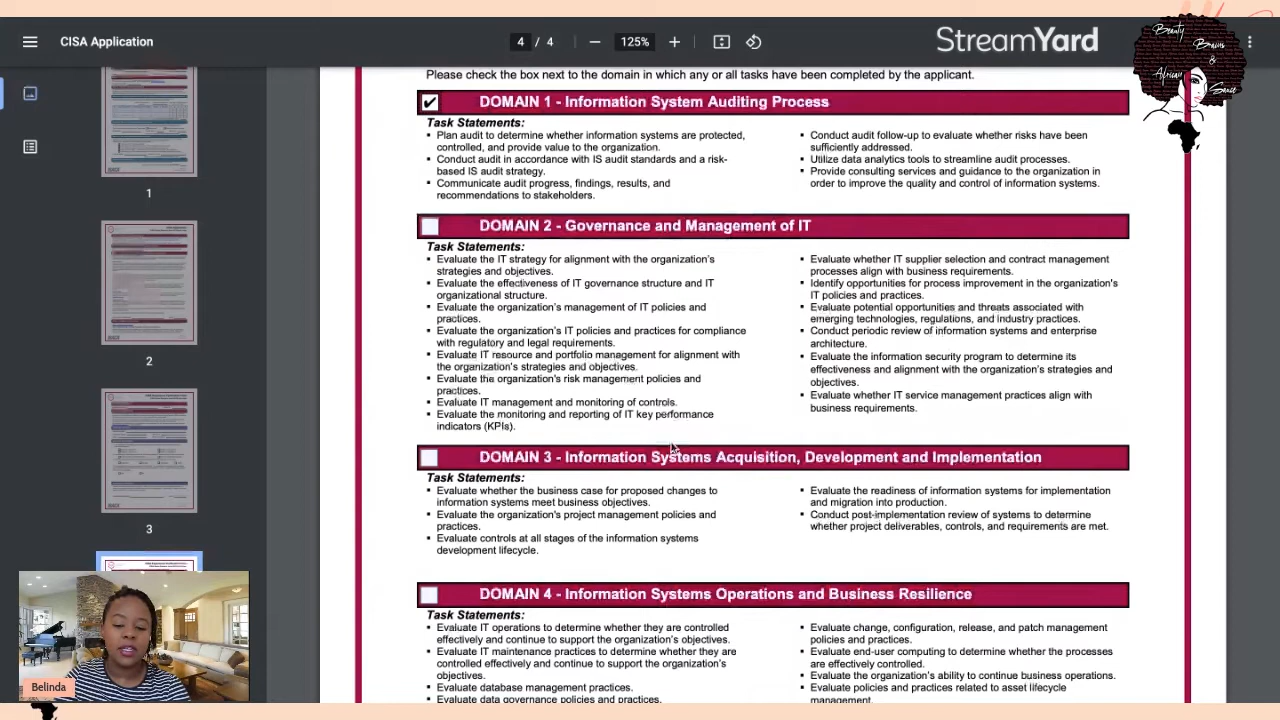 CISA Application
/ 4
125%
StreamYard
Beauty
Brains
&
African
Sauce
Please check the box next to the domain in which any or all tasks have been completed by the applicant.
DOMAIN 1 - Information System Auditing Process
Task Statements:
▪ Plan audit to determine whether information systems are protected,
controlled, and provide value to the organization.
▪ Conduct audit in accordance with IS audit standards and a risk-
based IS audit strategy.
▪ Communicate audit progress, findings, results, and
recommendations to stakeholders.
▪ Conduct audit follow-up to evaluate whether risks have been
sufficiently addressed.
▪ Utilize data analytics tools to streamline audit processes.
▪ Provide consulting services and guidance to the organization in
order to improve the quality and control of information systems.
DOMAIN 2 - Governance and Management of IT
Task Statements:
▪ Evaluate the IT strategy for alignment with the organization's
strategies and objectives.
▪ Evaluate the effectiveness of IT governance structure and IT
organizational structure.
▪ Evaluate the organization's management of IT policies and
practices.
▪ Evaluate the organization's IT policies and practices for compliance
with regulatory and legal requirements.
▪ Evaluate IT resource and portfolio management for alignment with
the organization's strategies and objectives.
▪ Evaluate the organization's risk management policies and
practices.
▪ Evaluate IT management and monitoring of controls.
▪ Evaluate the monitoring and reporting of IT key performance
indicators (KPIs).
▪ Evaluate whether IT supplier selection and contract management
processes align with business requirements.
▪ Identify opportunities for process improvement in the organization's
IT policies and practices.
▪ Evaluate potential opportunities and threats associated with
emerging technologies, regulations, and industry practices.
▪ Conduct periodic review of information systems and enterprise
architecture.
▪ Evaluate the information security program to determine its
effectiveness and alignment with the organization's strategies and
objectives.
▪ Evaluate whether IT service management practices align with
business requirements.
DOMAIN 3 - Information Systems Acquisition, Development and Implementation
Task Statements:
▪ Evaluate whether the business case for proposed changes to
information systems meet business objectives.
▪ Evaluate the organization's project management policies and
practices.
▪ Evaluate controls at all stages of the information systems
development lifecycle.
▪ Evaluate the readiness of information systems for implementation
and migration into production.
▪ Conduct post-implementation review of systems to determine
whether project deliverables, controls, and requirements are met.
DOMAIN 4 - Information Systems Operations and Business Resilience
Task Statements:
▪ Evaluate IT operations to determine whether they are controlled
effectively and continue to support the organization's objectives.
▪ Evaluate IT maintenance practices to determine whether they are
controlled effectively and continue to support the organization's
objectives.
▪ Evaluate database management practices.
▪ Evaluate data governance policies and practices.
▪ Evaluate change, configuration, release, and patch management
policies and practices.
▪ Evaluate end-user computing to determine whether the processes
are effectively controlled.
▪ Evaluate the organization's ability to continue business operations.
▪ Evaluate policies and practices related to asset lifecycle
management.
1
2
3
Belinda